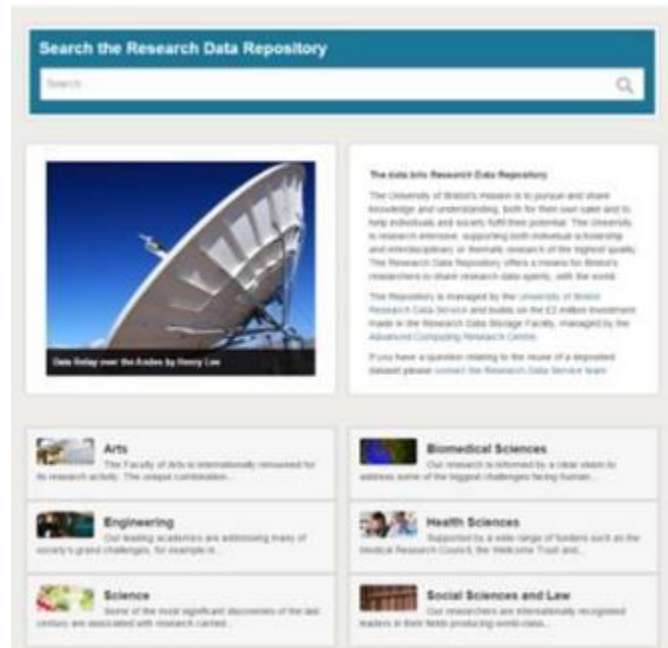 Search the Research Data Repository
Search
Data Relay over the Andes by Henry Lee
The data.bris Research Data Repository
The University of Bristol's mission is to pursue and share
knowledge and understanding, both for their own sake and to
help individuals and society fulfil their potential. The University
is research intensive, supporting both individual scholarship
and interdisciplinary or thematic research of the highest quality.
The Research Data Repository offers a means for Bristol's
researchers to share research data openly, with the world.
The Repository is managed by the University of Bristol
Research Data Service and builds on the £2 million investment
made in the Research Data Storage Facility, managed by the
Advanced Computing Research Centre.
If you have a question relating to the reuse of a deposited
dataset please contact the Research Data Service team
Arts
The Faculty of Arts is internationally renowned for
its research activity. The unique combination...
Biomedical Sciences
Our research is informed by a clear vision to
address some of the biggest challenges facing human...
Engineering
Our leading academics are addressing many of
society's grand challenges, for example in...
Health Sciences
Supported by a wide range of funders such as the
Medical Research Council, the Wellcome Trust and...
Science
Some of the most significant discoveries of the last
century are associated with research carried...
Social Sciences and Law
Our researchers are internationally recognised
leaders in their fields producing world-class...